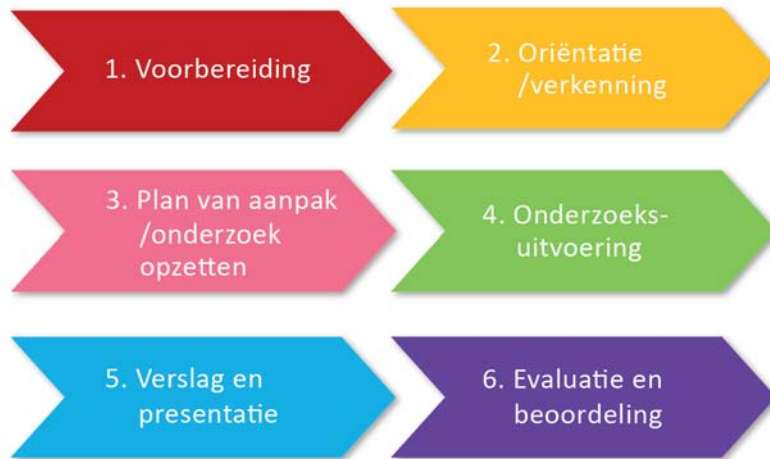 1. Voorbereiding
2. Oriëntatie
/verkenning
3. Plan van aanpak
/onderzoek
opzetten
4. Onderzoeks-
uitvoering
5. Verslag en
presentatie
6. Evaluatie en
beoordeling